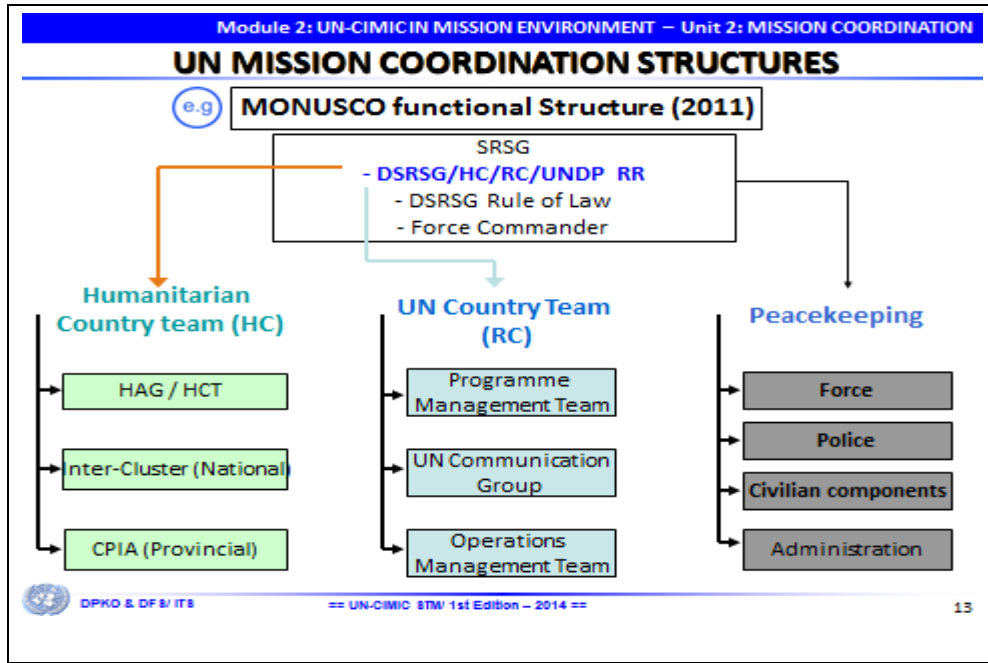 Module 2: UN-CIMIC IN MISSION ENVIRONMENT – Unit 2: MISSION COORDINATION
UN MISSION COORDINATION STRUCTURES
e.g
MONUSCO functional Structure (2011)
SRSG
- DSRSG/HC/RC/UNDP RR
- DSRSG Rule of Law
- Force Commander
Humanitarian
Country team (HC)
HAG / HCT
Inter-Cluster (National)
CPIA (Provincial)
UN Country Team
(RC)
Programme
Management Team
UN Communication
Group
Operations
Management Team
Peacekeeping
Force
Police
Civilian components
Administration
DPKO & DFS/ ITS
== UN-CIMIC STM/ 1st Edition – 2014 ==
13